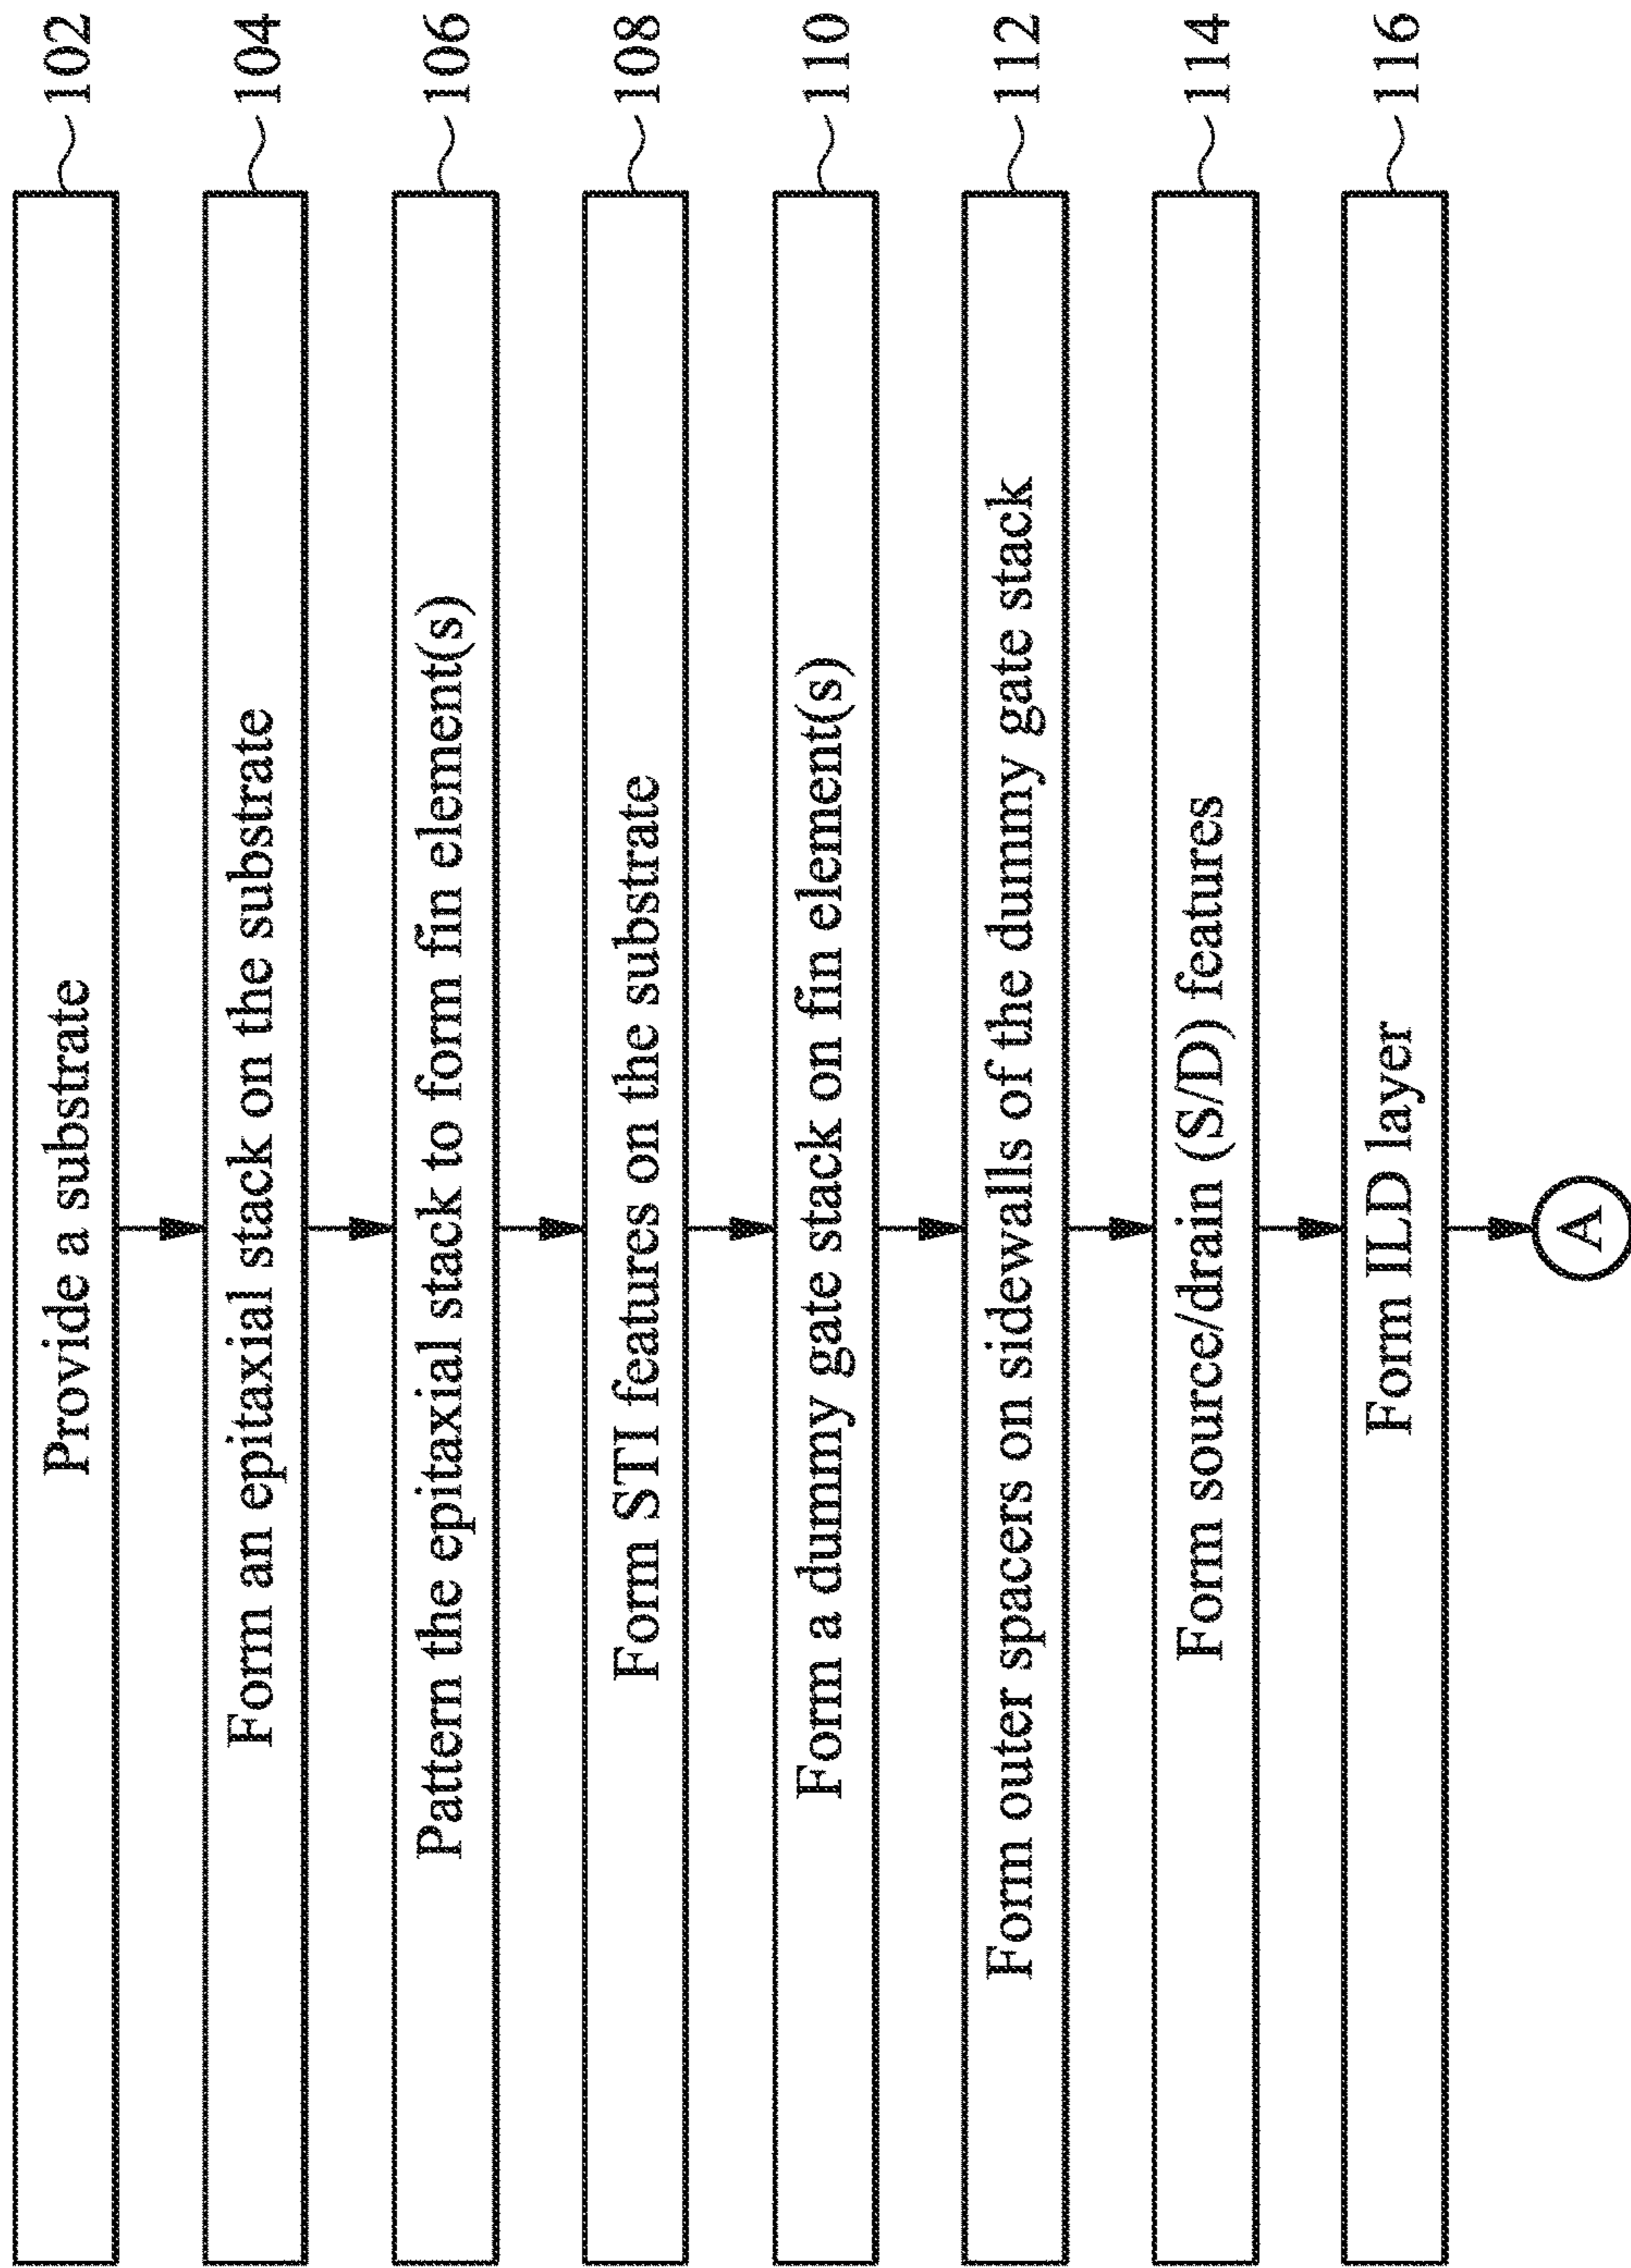 Provide a substrate 102
Form an epitaxial stack on the substrate 104
Pattern the epitaxial stack to form fin element(s) 106
Form STI features on the substrate 108
Form a dummy gate stack on fin element(s) 110
Form outer spacers on sidewalls of the dummy gate stack 112
Form source/drain (S/D) features 114
Form ILD layer 116
A